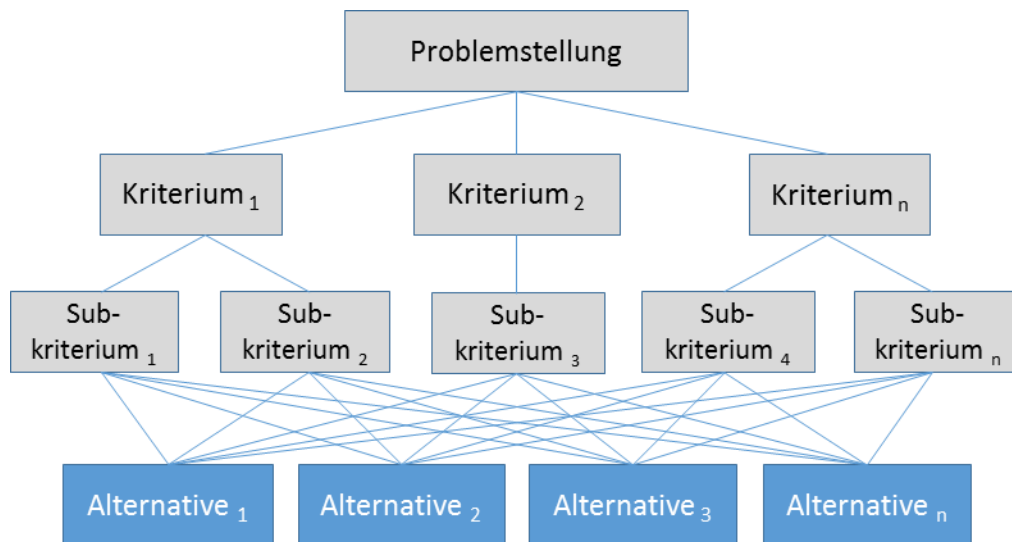 Problemstellung
Kriterium 1
Kriterium 2
Kriterium n
Sub-
kriterium 1
Sub-
kriterium 2
Sub-
kriterium 3
Sub-
kriterium 4
Sub-
kriterium n
Alternative 1
Alternative 2
Alternative 3
Alternative n